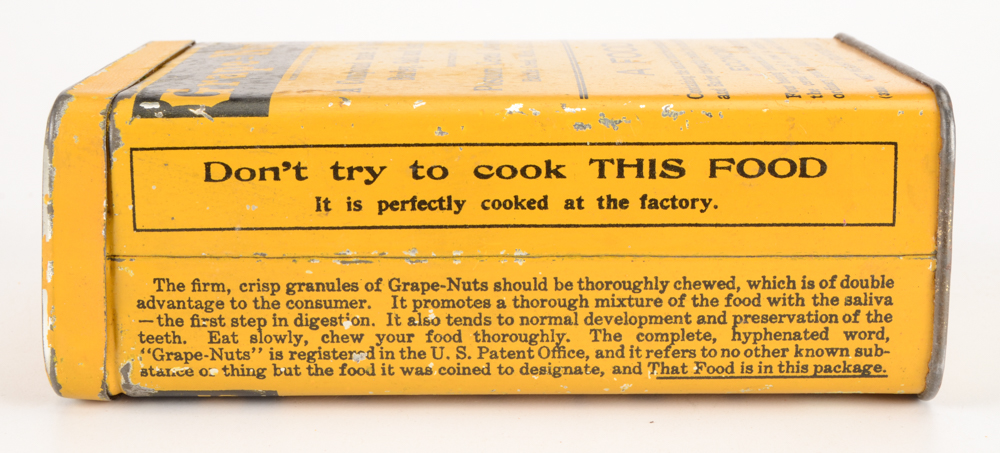 A FOOD
Don't try to cook THIS FOOD
It is perfectly cooked at the factory.
The firm, crisp granules of Grape-Nuts should be thoroughly chewed, which is of double
advantage to the consumer. It promotes a thorough mixture of the food with the saliva
—the first step in digestion. It also tends to normal development and preservation of the
teeth. Eat slowly, chew your food thoroughly. The complete, hyphenated word,
"Grape-Nuts" is registered in the U. S. Patent Office, and it refers to no other known sub-
stance or thing but the food it was coined to designate, and That Food is in this package.